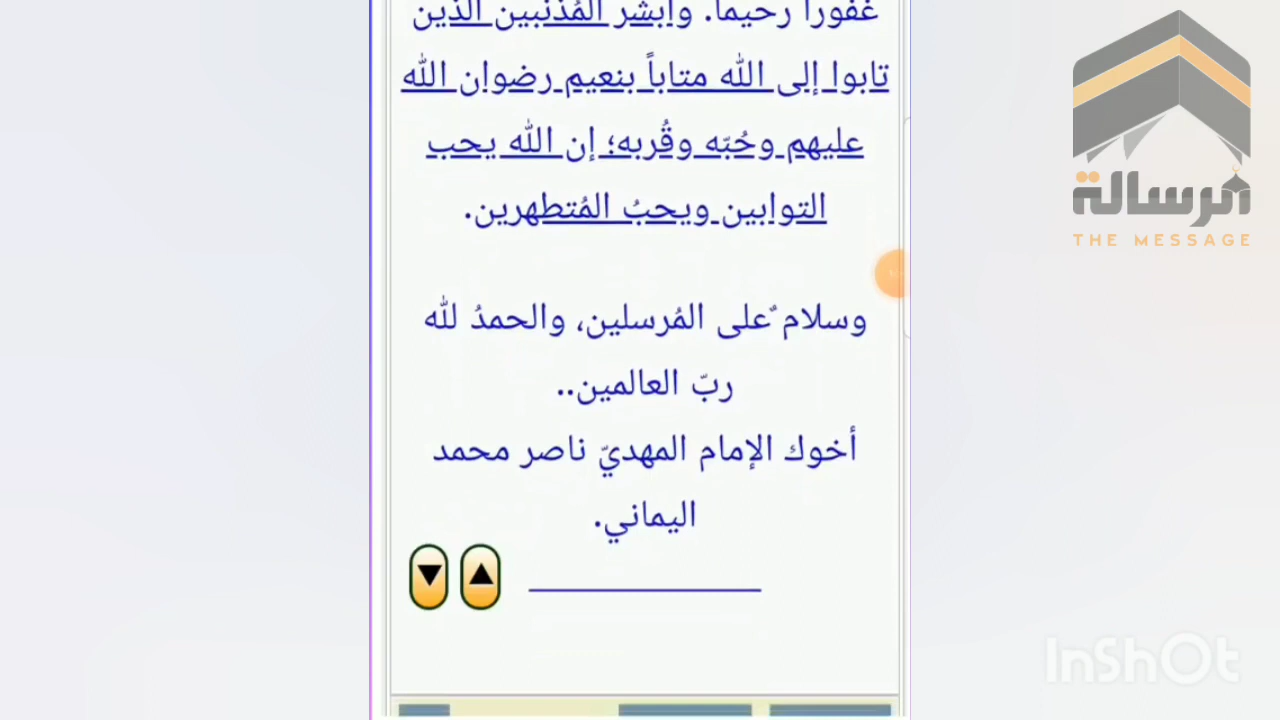 غفورا رحيما. وأبشر المُذنبين الذين
تابوا إلى الله متاباً بنعيم رضوان الله
عليهم وحُبّه وقُربه؛ إن الله يحب
التوابين ويحبُ المُتطهرين.
وسلام ٌعلى المُرسلين، والحمدُ لله
ربّ العالمين..
أخوك الإمام المهديّ ناصر محمد
اليماني.
الرسالة
THE MESSAGE
InShOt